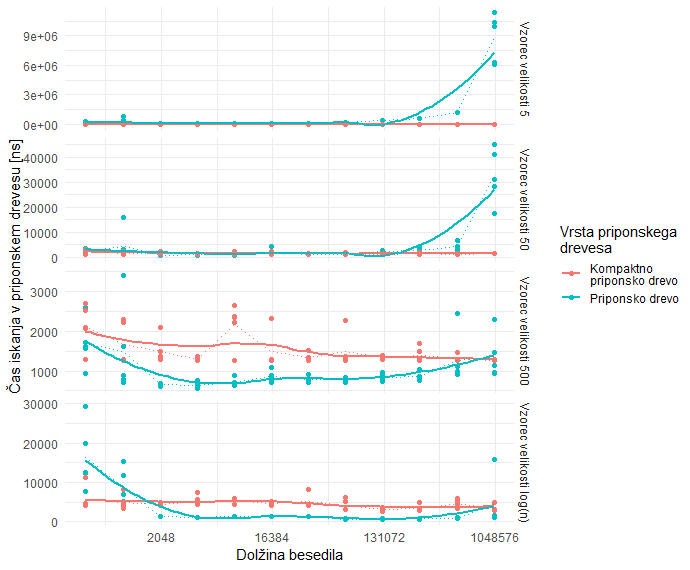 Čas iskanja v priponskem drevesu [ns]
9e+06
6e+06
3e+06
0e+00
Vzorec velikosti 5
40000
30000
20000
10000
0
Vzorec velikosti 50
3000
2000
1000
Vzorec velikosti 500
30000
20000
10000
0
Vzorec velikosti log(n)
2048
16384
131072
1048576
Dolžina besedila
Vrsta priponskega
drevesa
Kompaktno
priponsko drevo
Priponsko drevo